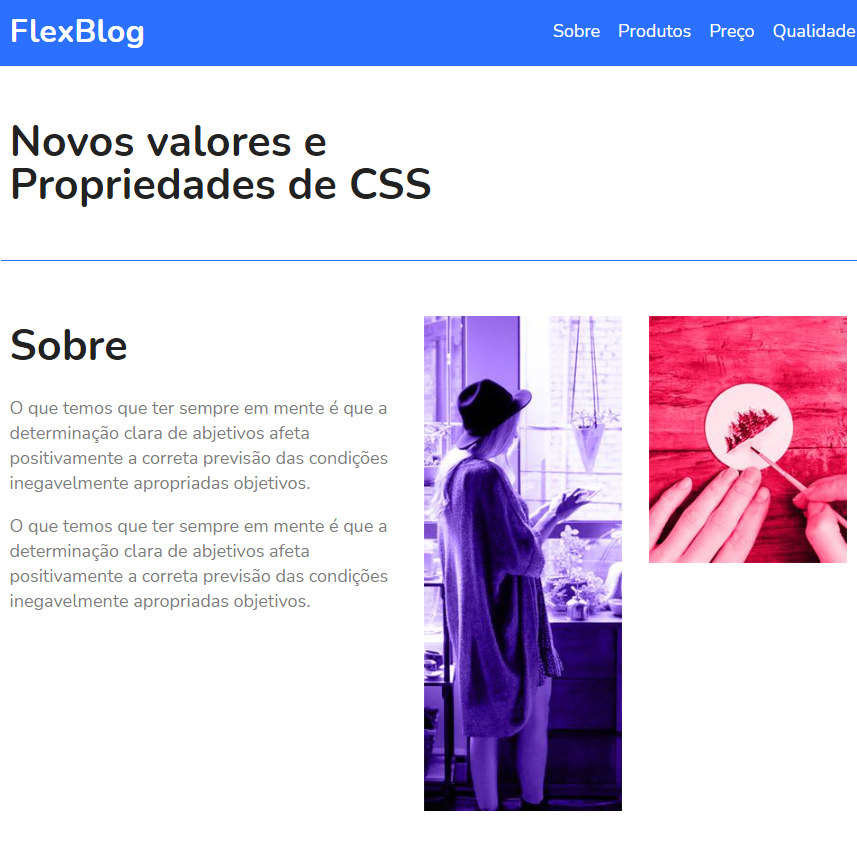 FlexBlog
Sobre Produtos Preço Qualidade
Novos valores e
Propriedades de CSS
Sobre
O que temos que ter sempre em mente é que a
determinação clara de abjetivos afeta
positivamente a correta previsão das condições
inegavelmente apropriadas objetivos.
O que temos que ter sempre em mente é que a
determinação clara de abjetivos afeta
positivamente a correta previsão das condições
inegavelmente apropriadas objetivos.